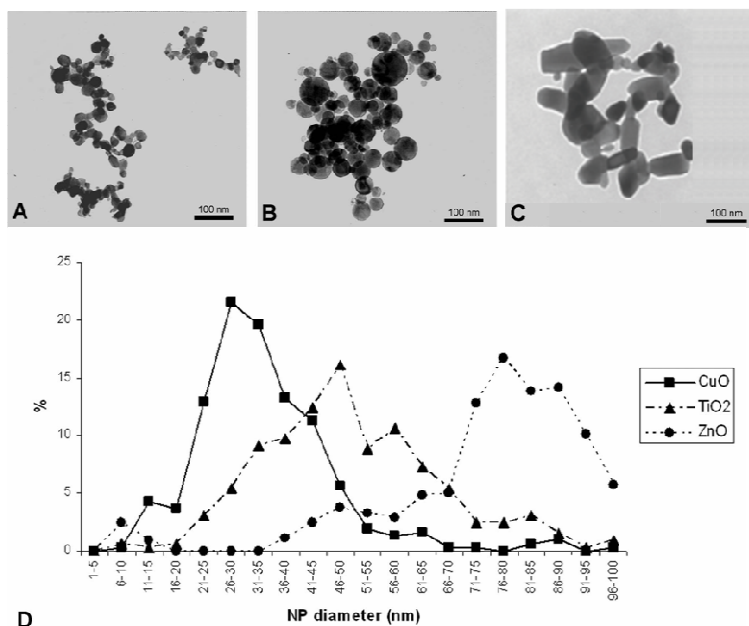 A
100 nm
B
100 nm
C
100 nm
25
20
15
10
5
0
%
1-5
6-10
11-15
16-20
21-25
26-30
31-35
36-40
41-45
46-50
51-55
56-60
61-65
66-70
71-75
76-80
81-85
86-90
91-95
96-100
NP diameter (nm)
CuO
TiO2
ZnO
D